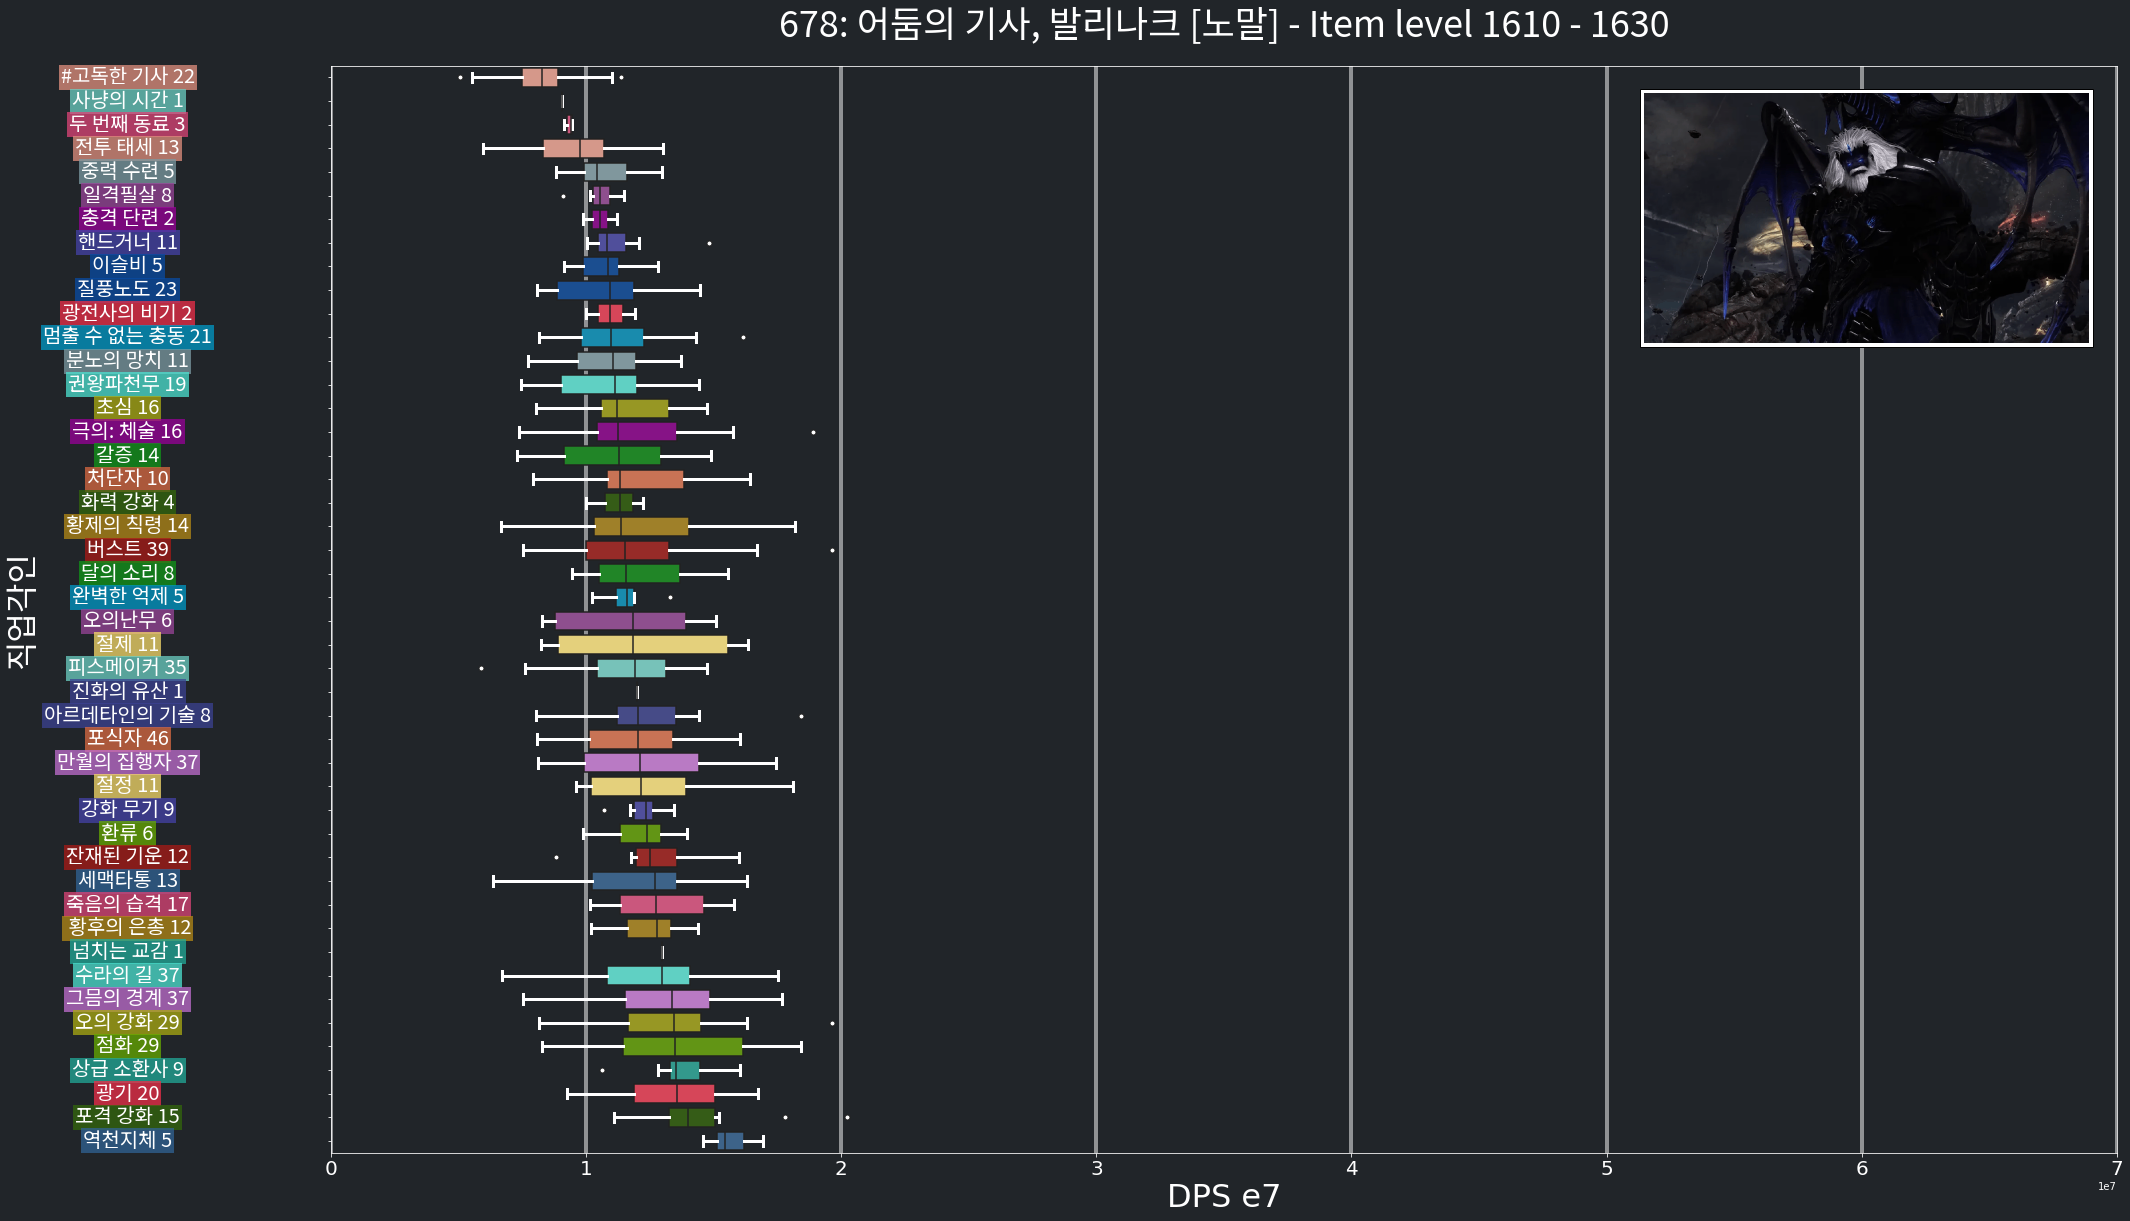 678: 어둠의 기사, 발리나크 [노말] - Item level 1610 - 1630
#고독한 기사 22
사냥의 시간 1
두 번째 동료 3
전투 태세 13
중력 수련 5
일격필살 8
충격 단련 2
핸드거너 11
이슬비 5
질풍노도 23
광전사의 비기 2
멈출 수 없는 충동 21
분노의 망치 11
권왕파천무 19
초심 16
극의: 체술 16
갈증 14
처단자 10
화력 강화 4
황제의 칙령 14
버스트 39
달의 소리 8
완벽한 억제 5
오의난무 6
절제 11
피스메이커 35
진화의 유산 1
아르데타인의 기술 8
포식자 46
만월의 집행자 37
절정 11
강화 무기 9
환류 6
잔재된 기운 12
세맥타통 13
죽음의 습격 17
황후의 은총 12
넘치는 교감 1
수라의 길 37
그믐의 경계 37
오의 강화 29
점화 29
상급 소환사 9
광기 20
포격 강화 15
역천지체 5
직업각인
0 1 2 3 4 5 6 7
1e7
DPS e7